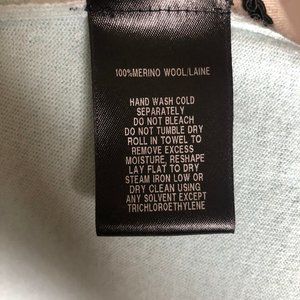 100%MERINO WOOL/LAINE
HAND WASH COLD
SEPARATELY
DO NOT BLEACH
DO NOT TUMBLE DRY
ROLL IN TOWEL TO
REMOVE EXCESS
MOISTURE, RESHAPE
LAY FLAT TO DRY
STEAM IRON LOW OR
DRY CLEAN USING
ANY SOLVENT EXCEPT
TRICHLOROETHYLENE